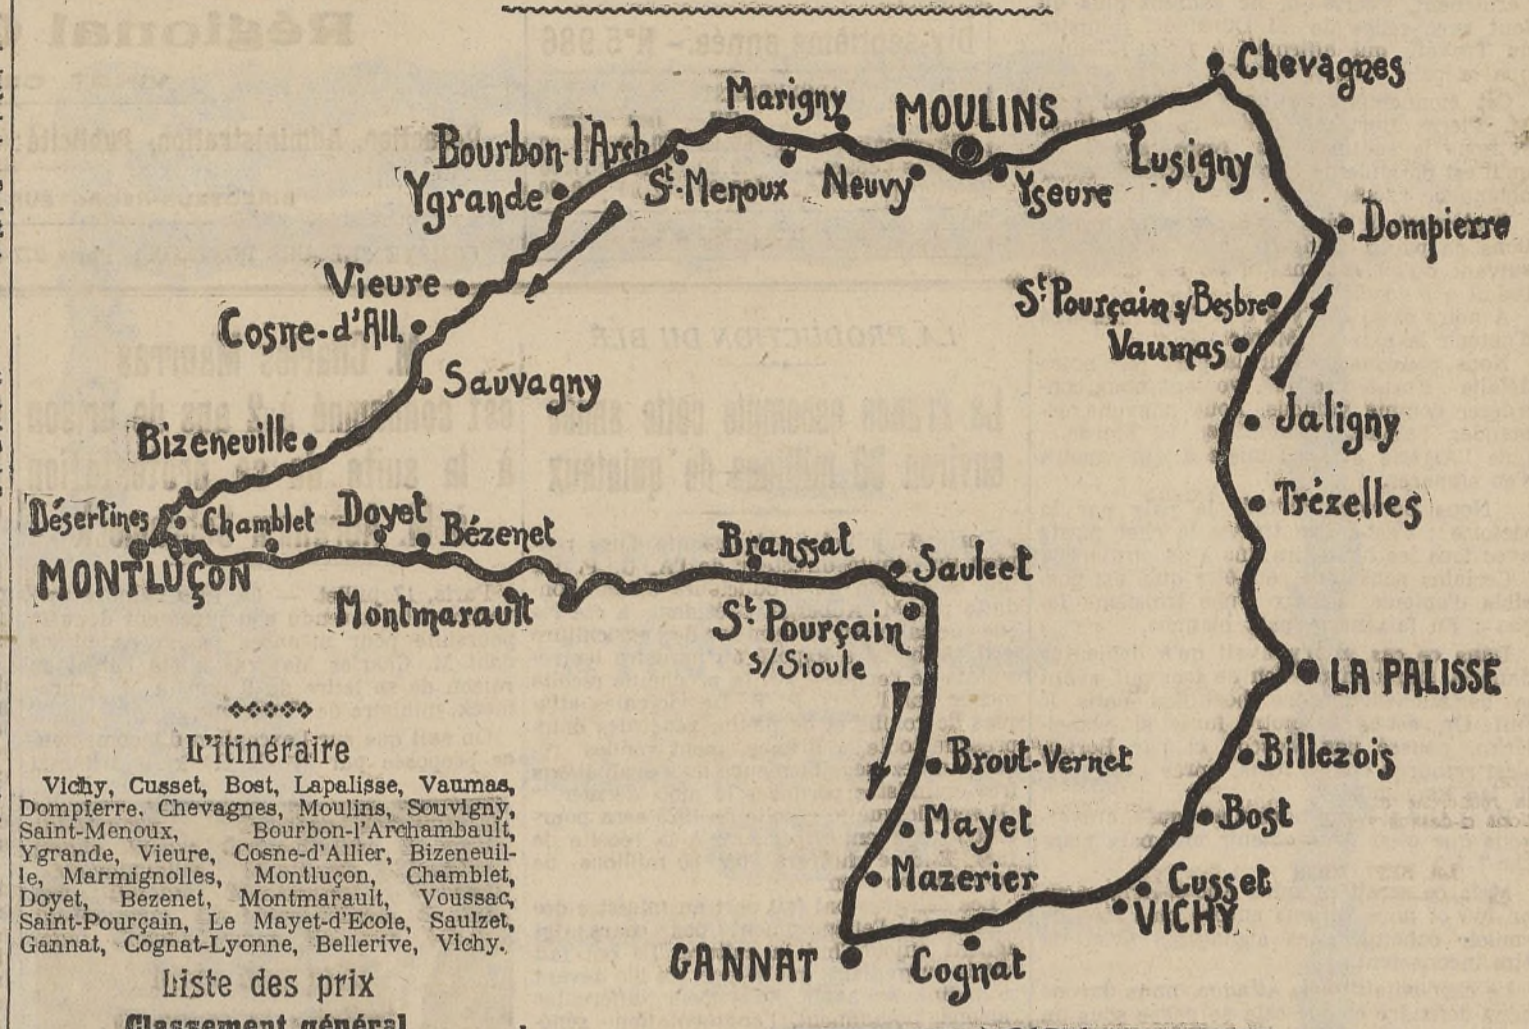 Chevagnes
Marigny
MOULINS
Bourbon-l'Arch
Lusigny
Ygrande
St-Menoux
Neuvy
Yseure
Dompierre
Vieure
St Pourçain s/Besbre
Cosne-d'All.
Vaumas
Sauvagny
Jaligny
Bizeneuille
Trézelles
Désertines
Chamblet
Doyet
Bézenet
Branssat
Saulcet
MONTLUÇON
Montmarault
St Pourçain
s/Sioule
LA PALISSE
Brout-Vernet
Billezois
Mayet
Bost
Mazerier
Cusset
VICHY
GANNAT
Cognat
L'itinéraire
Vichy, Cusset, Bost, Lapalisse, Vaumas,
Dompierre, Chevagnes, Moulins, Souvigny,
Saint-Menoux, Bourbon-l'Archambault,
Ygrande, Vieure, Cosne-d'Allier, Bizeneuil-
le, Marmignolles, Montluçon, Chamblet,
Doyet, Bézenet, Montmarault, Voussac,
Saint-Pourçain, Le Mayet-d'Ecole, Saulzet,
Gannat, Cognat-Lyonne, Bellerive, Vichy.
Liste des prix
Classement général